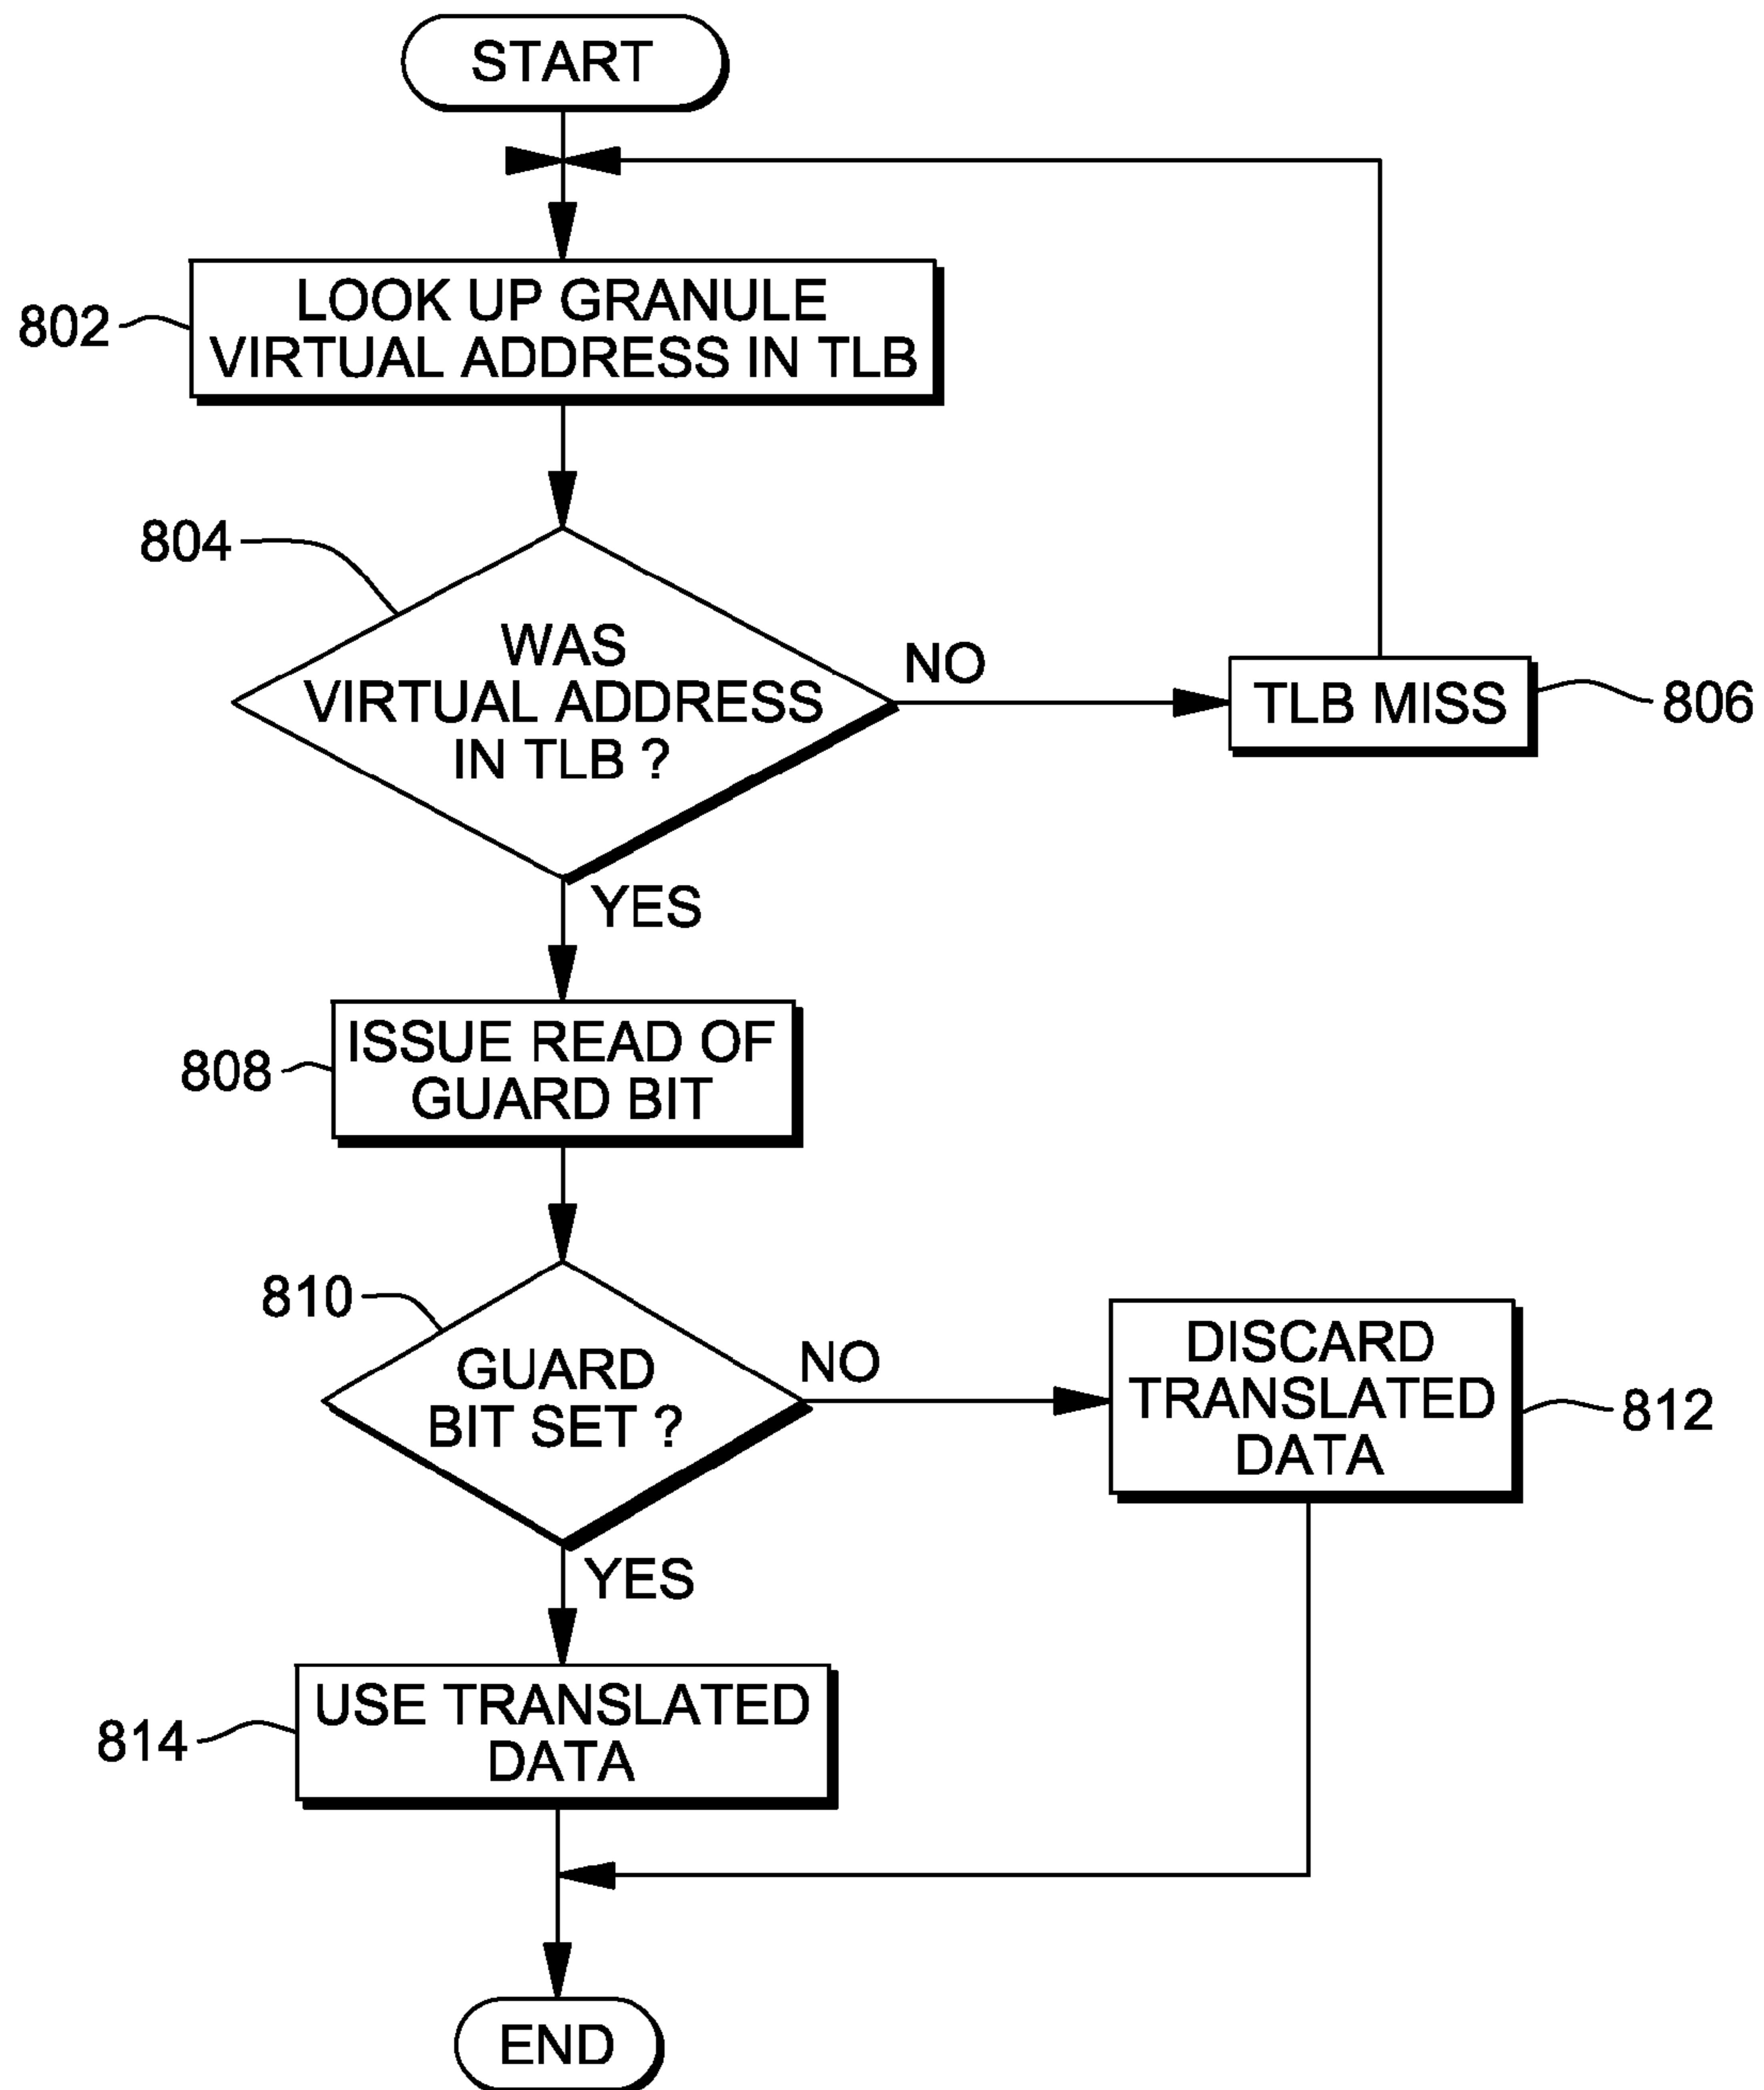 START
802
LOOK UP GRANULE
VIRTUAL ADDRESS IN TLB
804
WAS
VIRTUAL ADDRESS
IN TLB ?
NO
TLB MISS
806
YES
808
ISSUE READ OF
GUARD BIT
810
GUARD
BIT SET ?
NO
DISCARD
TRANSLATED
DATA
812
YES
814
USE TRANSLATED
DATA
END